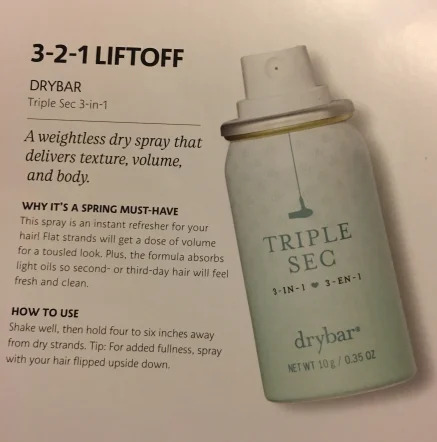 3-2-1 LIFTOFF
DRYBAR
Triple Sec 3-in-1
A weightless dry spray that
delivers texture, volume,
and body.
WHY IT'S A SPRING MUST-HAVE
This spray is an instant refresher for your
hair! Flat strands will get a dose of volume
for a tousled look. Plus, the formula absorbs
light oils so second- or third-day hair will feel
fresh and clean.
HOW TO USE
Shake well, then hold four to six inches away
from dry strands. Tip: For added fullness, spray
with your hair flipped upside down.
TRIPLE
SEC
3-IN-1 ♥ 3-EN-1
drybar®
NET WT 10 g / 0.35 OZ